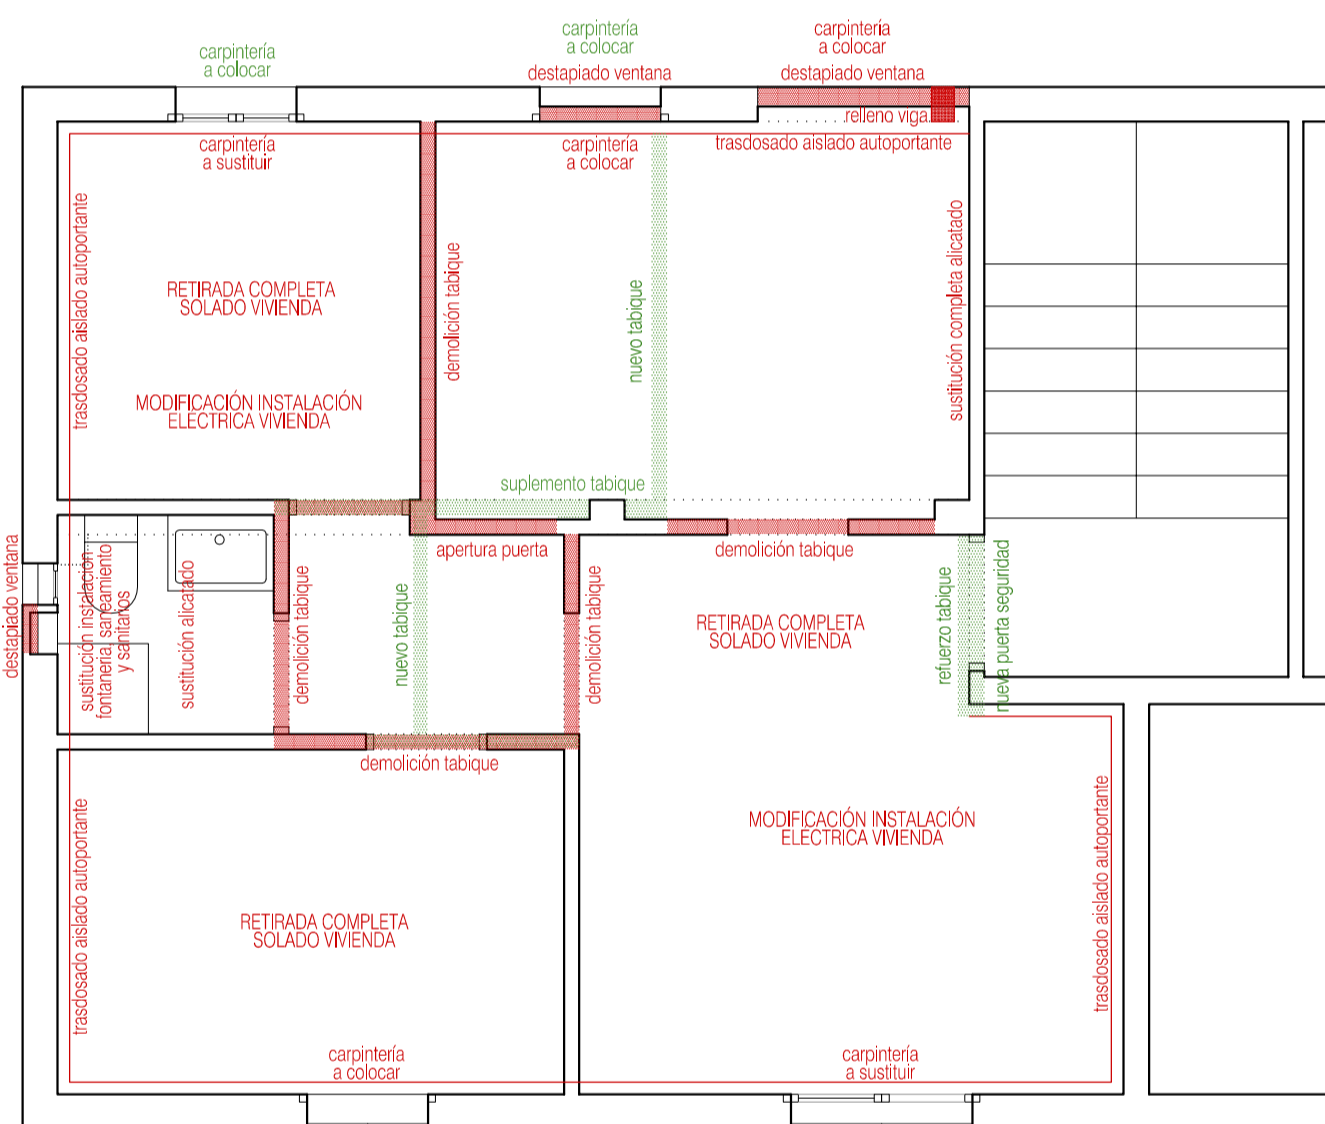 carpintería
a colocar
carpintería
a colocar
destapiado ventana
carpintería
a colocar
destapiado ventana
relleno viga
trasdosado aislado autoportante
carpintería
a sustituir
carpintería
a colocar
trasdosado aislado autoportante
RETIRADA COMPLETA
SOLADO VIVIENDA
MODIFICACIÓN INSTALACIÓN
ELÉCTRICA VIVIENDA
demolición tabique
nuevo tabique
sustitución completa alicatado
suplemento tabique
apertura puerta
demolición tabique
destapiado ventana
sustitución instalación
fontanería, saneamiento
y sanitarios
sustitución alicatado
demolición tabique
nuevo tabique
demolición tabique
RETIRADA COMPLETA
SOLADO VIVIENDA
refuerzo tabique
nueva puerta seguridad
demolición tabique
trasdosado aislado autoportante
RETIRADA COMPLETA
SOLADO VIVIENDA
MODIFICACIÓN INSTALACIÓN
ELÉCTRICA VIVIENDA
trasdosado aislado autoportante
carpintería
a colocar
carpintería
a sustituir